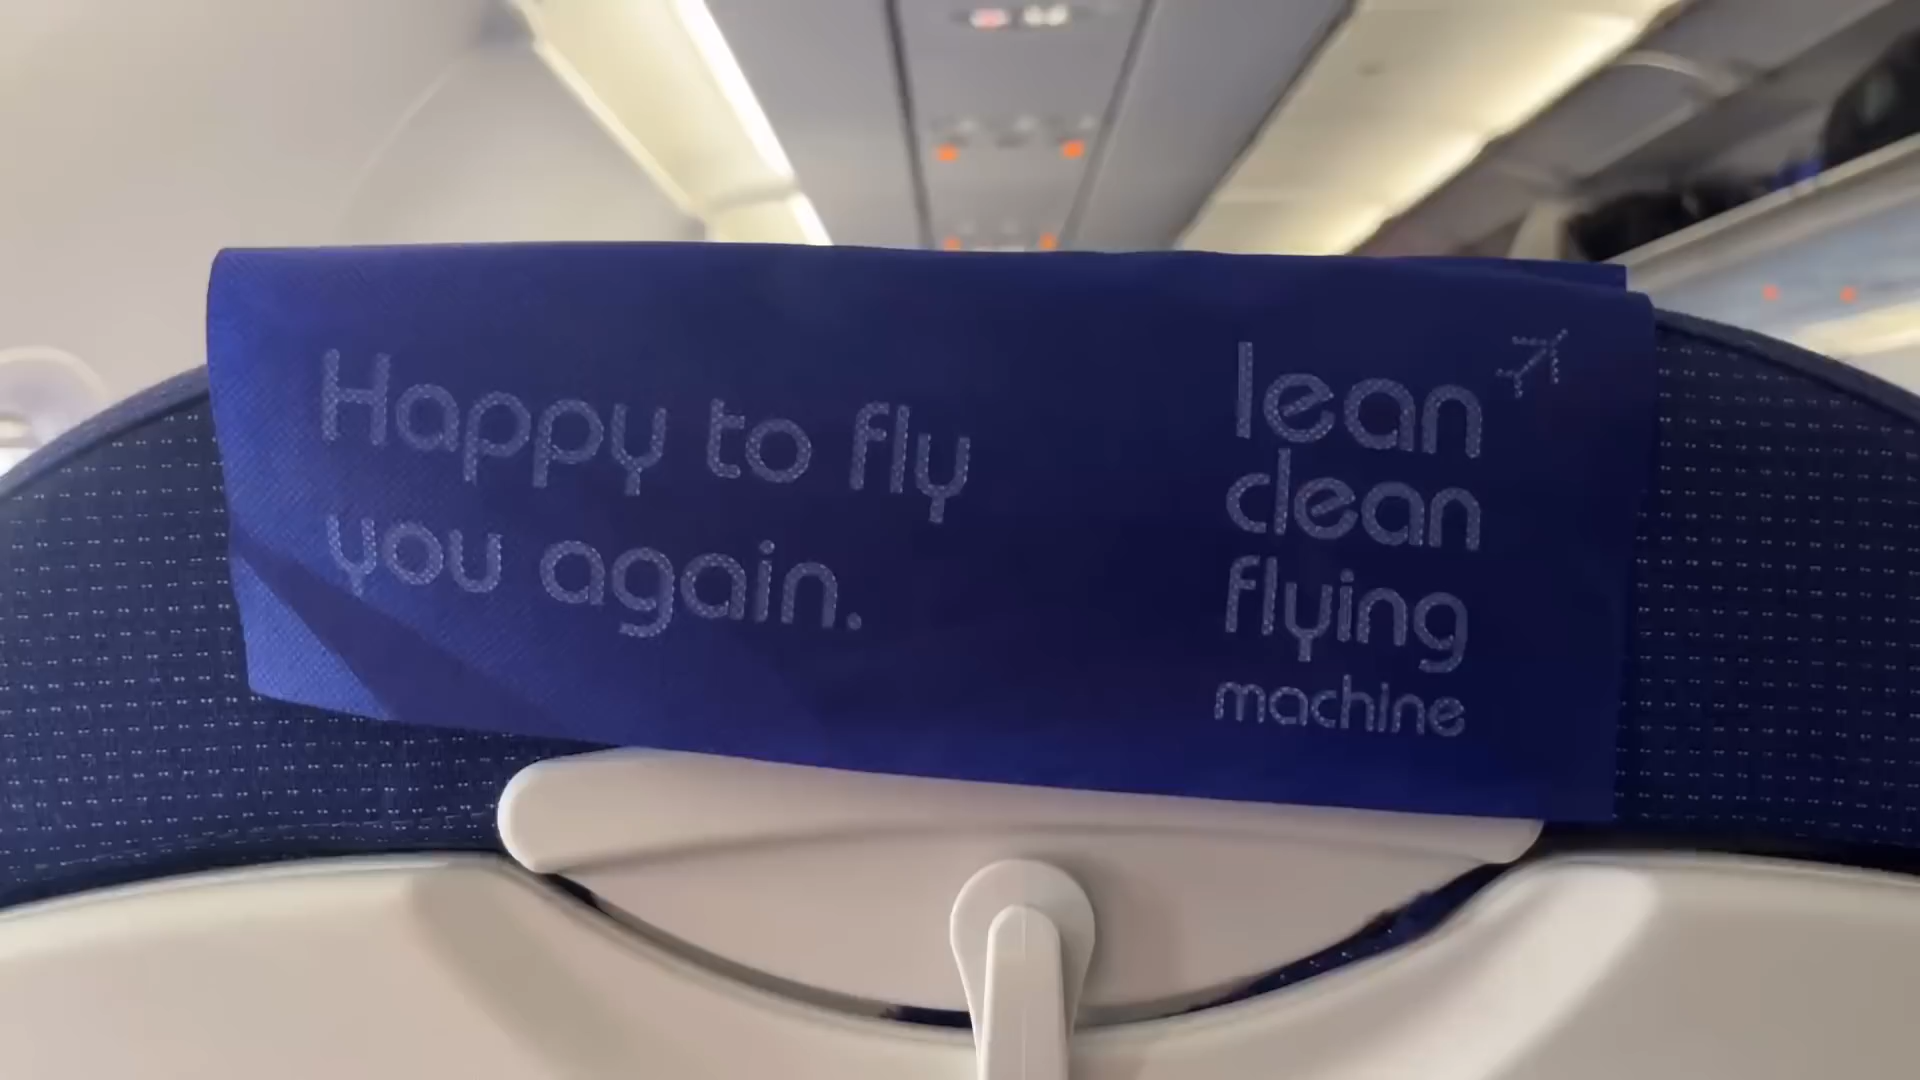 Happy to fly
you again.
lean
clean
flying
machine